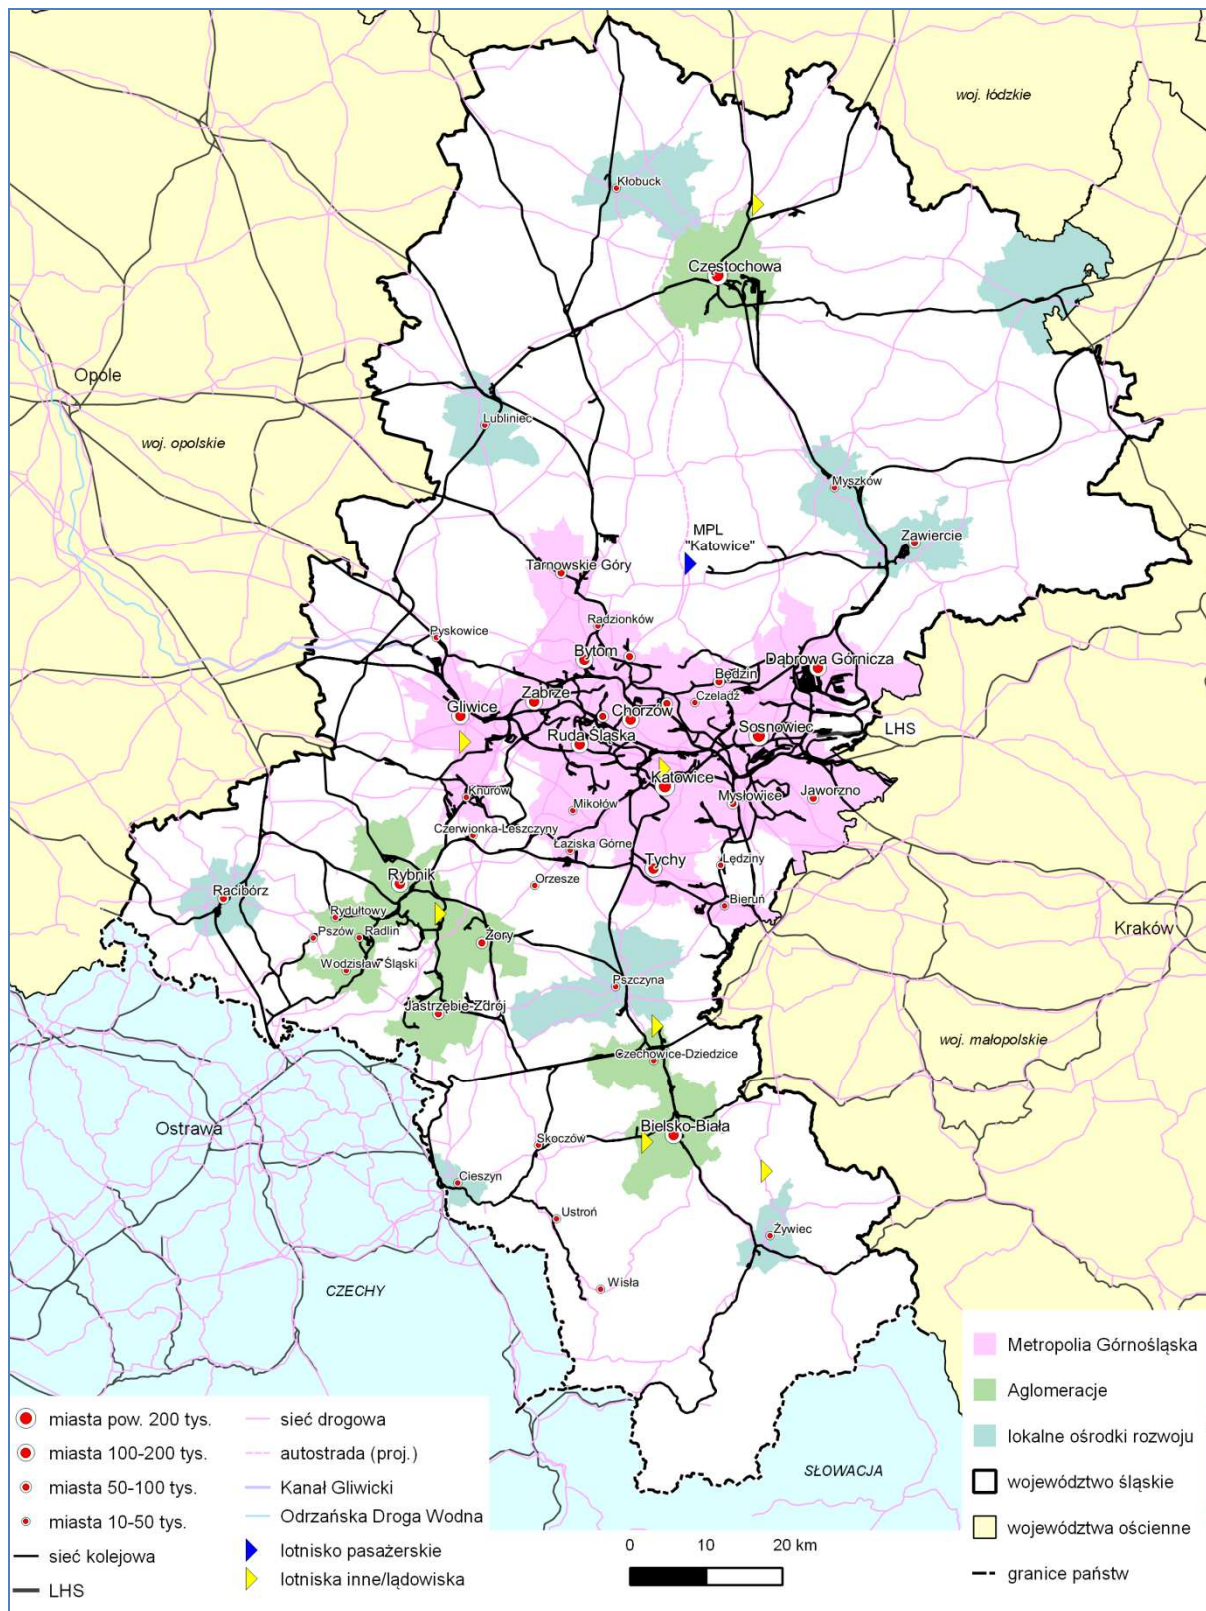 woj. łódzkie
Kłobuck
Częstochowa
Opole
Lubliniec
woj. opolskie
Myszków
MPL
"Katowice"
Zawiercie
Tarnowskie Góry
Radzionków
Pyskowice
Bytom
Dąbrowa Górnicza
Będzin
Zabrze
Czeladź
Gliwice
Chorzów
Sosnowiec
LHS
Ruda Śląska
Katowice
Knurów
Mikołów
Mysłowice
Jaworzno
Czerwionka-Leszczyny
Łaziska Górne
Tychy
Lędziny
Rybnik
Orzesze
Racibórz
Bieruń
Rydułtowy
Pszów
Radlin
Żory
Kraków
Wodzisław Śląski
Pszczyna
Jastrzębie-Zdrój
woj. małopolskie
Czechowice-Dziedzice
Ostrawa
Bielsko-Biała
Skoczów
Cieszyn
Ustroń
Żywiec
Wisła
CZECHY
SŁOWACJA
miasta pow. 200 tys.
miasta 100-200 tys.
miasta 50-100 tys.
miasta 10-50 tys.
sieć kolejowa
LHS
sieć drogowa
autostrada (proj.)
Kanał Gliwicki
Odrzańska Droga Wodna
lotnisko pasażerskie
lotniska inne/lądowiska
0 10 20 km
Metropolia Górnośląska
Aglomeracje
lokalne ośrodki rozwoju
województwo śląskie
województwa ościenne
granice państw